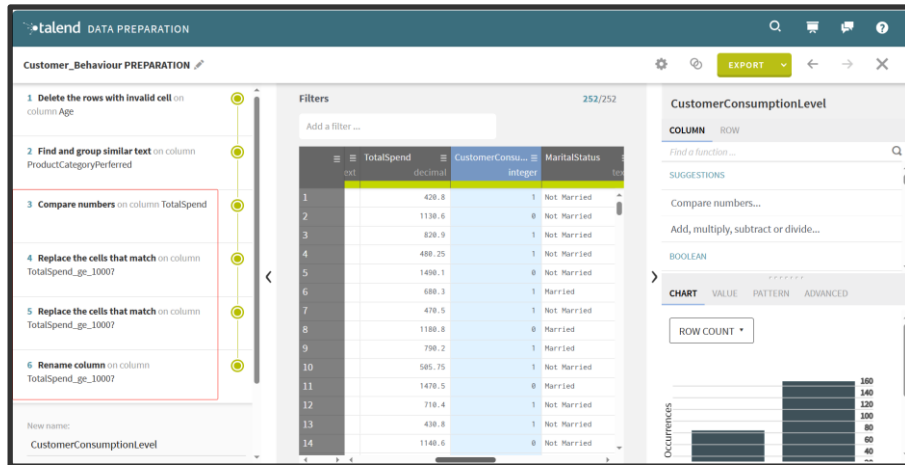 talend DATA PREPARATION
Customer_Behaviour PREPARATION
EXPORT
1 Delete the rows with invalid cell on
column Age
2 Find and group similar text on column
ProductCategoryPerferred
3 Compare numbers on column TotalSpend
4 Replace the cells that match on column
TotalSpend_ge_1000?
5 Replace the cells that match on column
TotalSpend_ge_1000?
6 Rename column on column
TotalSpend_ge_1000?
New name:
CustomerConsumptionLevel
Filters 252/252
Add a filter ...
TotalSpend CustomerConsu... MaritalStatus
ext decimal integer tex
1 420.8 1 Not Married
2 1130.6 0 Not Married
3 820.9 1 Not Married
4 480.25 1 Not Married
5 1490.1 0 Not Married
6 680.3 1 Married
7 470.5 1 Not Married
8 1180.8 0 Married
9 790.2 1 Married
10 505.75 1 Not Married
11 1470.5 0 Married
12 710.4 1 Not Married
13 430.8 1 Not Married
14 1140.6 0 Not Married
CustomerConsumptionLevel
COLUMN ROW
Find a function ...
SUGGESTIONS
Compare numbers...
Add, multiply, subtract or divide...
BOOLEAN
CHART VALUE PATTERN ADVANCED
ROW COUNT
Occurrences
160
140
120
100
80
60
40